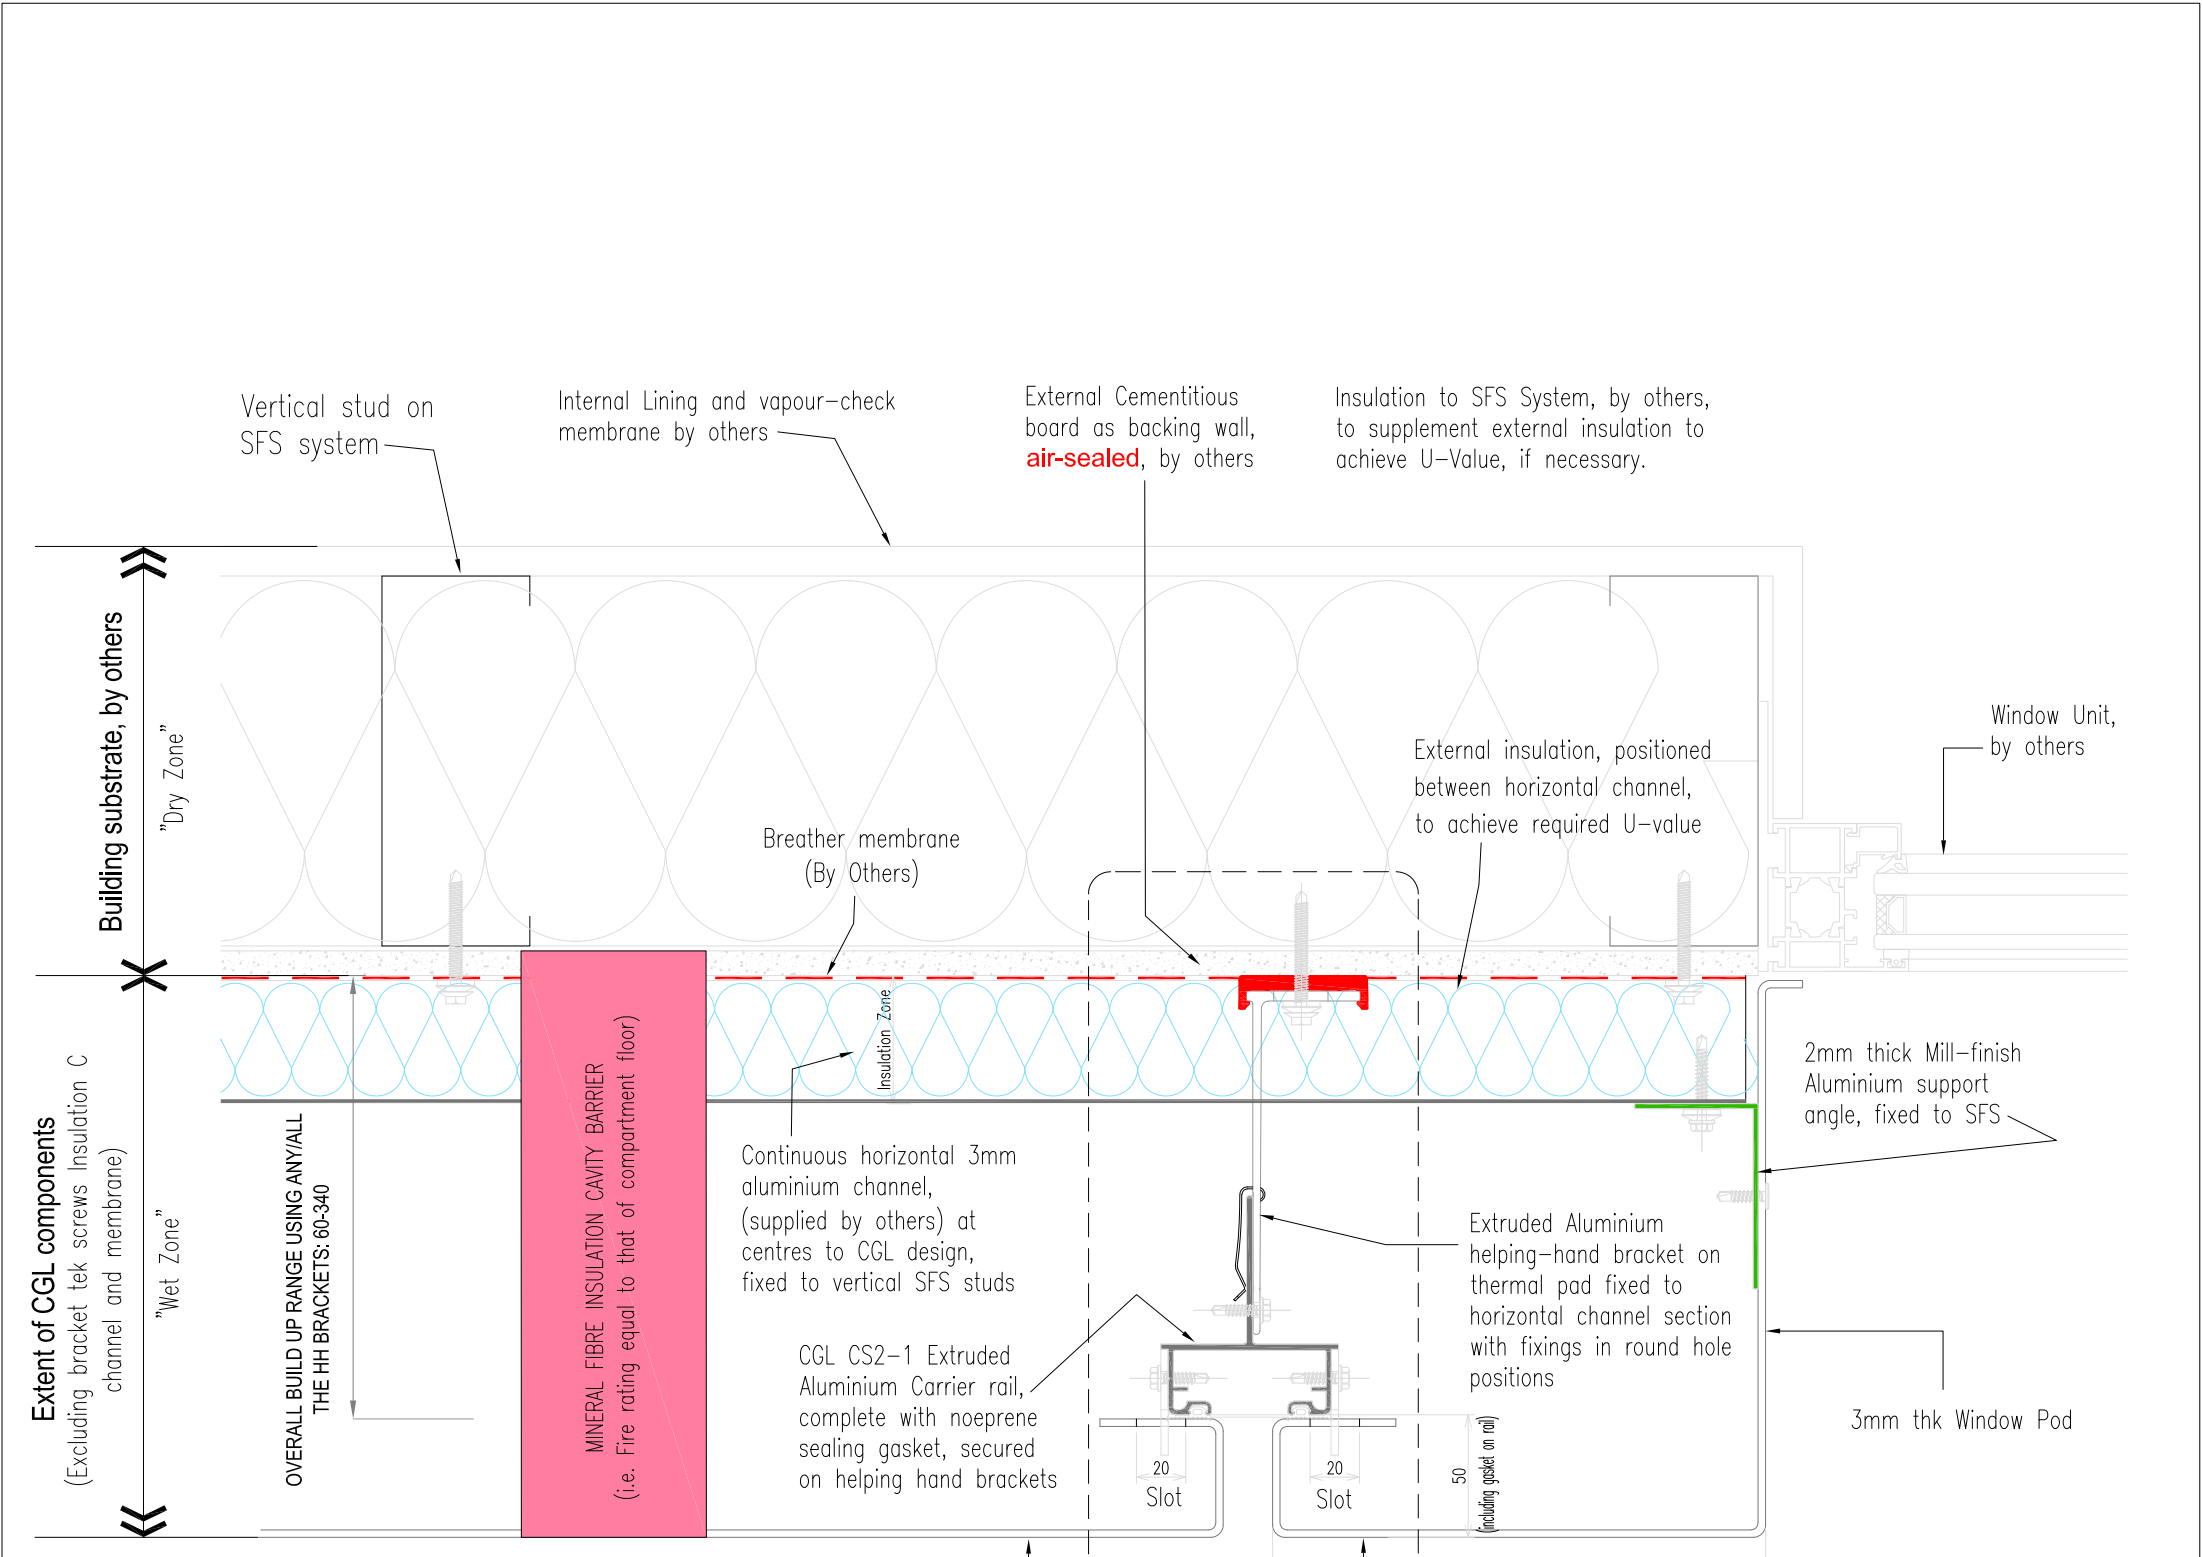 Vertical stud on
SFS system
Internal Lining and vapour-check
membrane by others
External Cementitious
board as backing wall,
air-sealed, by others
Insulation to SFS System, by others,
to supplement external insulation to
achieve U-Value, if necessary.
Building substrate, by others
"Dry Zone"
Window Unit,
by others
External insulation, positioned
between horizontal channel,
to achieve required U-value
Breather membrane
(By Others)
Insulation Zone
Extent of CGL components
(Excluding bracket tek screws Insulation C
channel and membrane)
"Wet Zone"
OVERALL BUILD UP RANGE USING ANY/ALL
THE HH BRACKETS: 60-340
MINERAL FIBRE INSULATION CAVITY BARRIER
(i.e. Fire rating equal to that of compartment floor)
2mm thick Mill-finish
Aluminium support
angle, fixed to SFS
Continuous horizontal 3mm
aluminium channel,
(supplied by others) at
centres to CGL design,
fixed to vertical SFS studs
Extruded Aluminium
helping-hand bracket on
thermal pad fixed to
horizontal channel section
with fixings in round hole
positions
CGL CS2-1 Extruded
Aluminium Carrier rail,
complete with noeprene
sealing gasket, secured
on helping hand brackets
3mm thk Window Pod
20
Slot
20
Slot
50
(including gasket on rail)